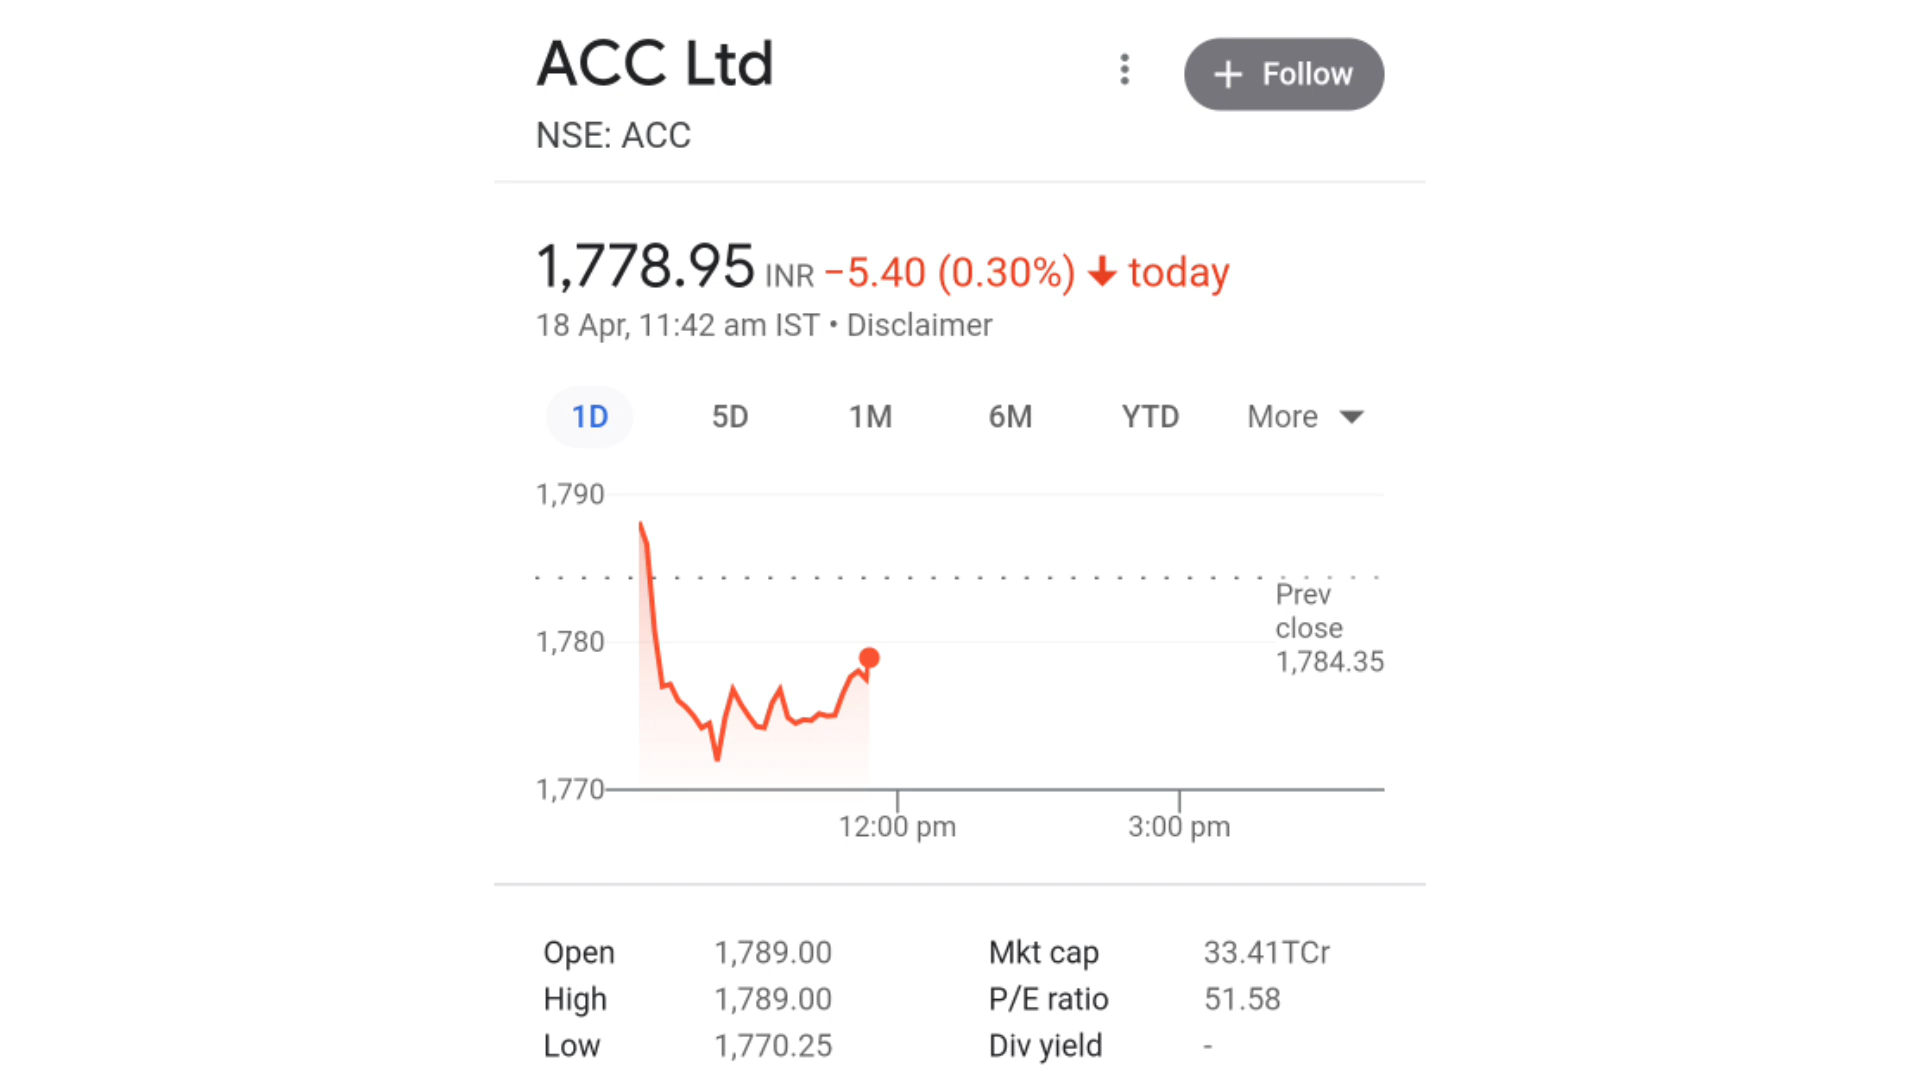 ACC Ltd
+ Follow
NSE: ACC
1,778.95 INR −5.40 (0.30%) ↓ today
18 Apr, 11:42 am IST • Disclaimer
1D 5D 1M 6M YTD More
1,790
1,780
1,770
Prev
close
1,784.35
12:00 pm 3:00 pm
Open 1,789.00 Mkt cap 33.41TCr
High 1,789.00 P/E ratio 51.58
Low 1,770.25 Div yield -